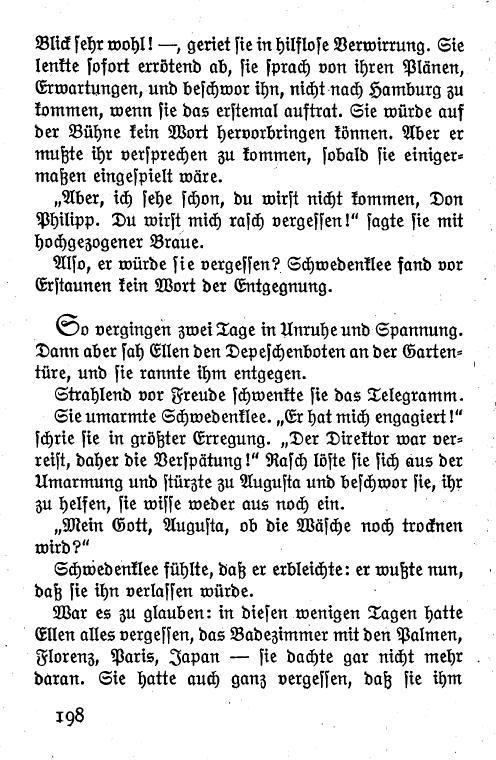 Blick sehr wohl! —, geriet sie in hilflose Verwirrung. Sie
lenkte sofort errötend ab, sie sprach von ihren Plänen,
Erwartungen, und beschwor ihn, nicht nach Hamburg zu
kommen, wenn sie das erstemal auftrat. Sie würde auf
der Bühne kein Wort hervorbringen können. Aber er
mußte ihr versprechen zu kommen, sobald sie einiger-
maßen eingespielt wäre.
„Aber, ich sehe schon, du wirst nicht kommen, Don
Philipp. Du wirst mich rasch vergessen!“ sagte sie mit
hochgezogener Braue.
Also, er würde sie vergessen? Schwedenklee fand vor
Erstaunen kein Wort der Entgegnung.
So vergingen zwei Tage in Unruhe und Spannung.
Dann aber sah Ellen den Depeschenboten an der Garten-
türe, und sie rannte ihm entgegen.
Strahlend vor Freude schwenkte sie das Telegramm.
Sie umarmte Schwedenklee. „Er hat mich engagiert!“
schrie sie in größter Erregung. „Der Direktor war ver-
reist, daher die Verspätung!“ Rasch löste sie sich aus der
Umarmung und stürzte zu Augusta und beschwor sie, ihr
zu helfen, sie wisse weder aus noch ein.
„Mein Gott, Augusta, ob die Wäsche noch trocknen
wird?“
Schwedenklee fühlte, daß er erbleichte: er wußte nun,
daß sie ihn verlassen würde.
War es zu glauben: in diesen wenigen Tagen hatte
Ellen alles vergessen, das Badezimmer mit den Palmen,
Florenz, Paris, Japan — sie dachte gar nicht mehr
daran. Sie hatte auch ganz vergessen, daß sie ihm
198